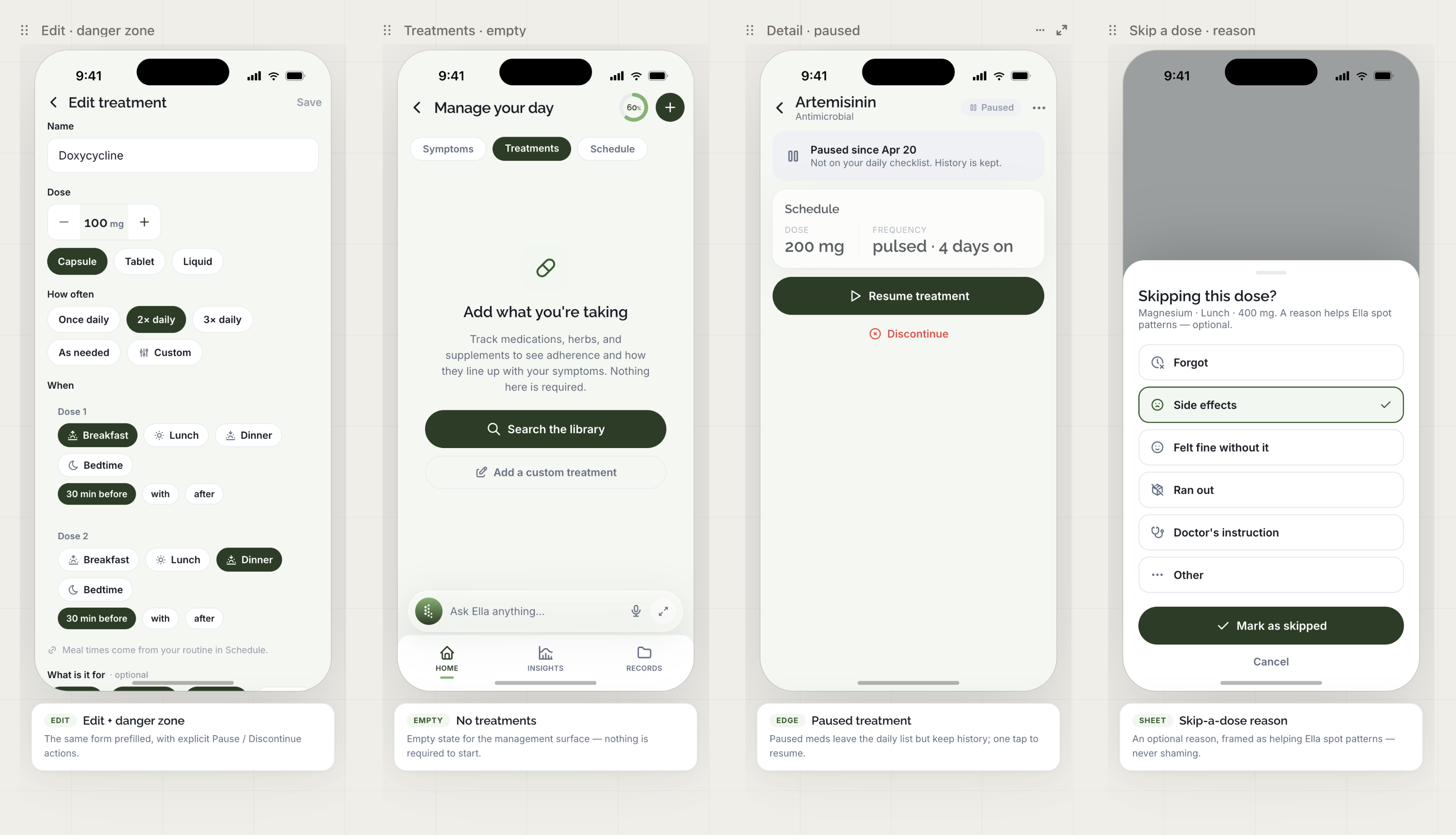 Edit · danger zone
9:41
Edit treatment
Save
Name
Doxycycline
Dose
100 mg
Capsule
Tablet
Liquid
How often
Once daily
2× daily
3× daily
As needed
Custom
When
Dose 1
Breakfast
Lunch
Dinner
Bedtime
30 min before
with
after
Dose 2
Breakfast
Lunch
Dinner
Bedtime
30 min before
with
after
Meal times come from your routine in Schedule.
What is it for · optional
EDIT
Edit + danger zone
The same form prefilled, with explicit Pause / Discontinue
actions.
Treatments · empty
9:41
Manage your day
60%
Symptoms
Treatments
Schedule
Add what you're taking
Track medications, herbs, and
supplements to see adherence and how
they line up with your symptoms. Nothing
here is required.
Search the library
Add a custom treatment
Ask Ella anything...
HOME
INSIGHTS
RECORDS
EMPTY
No treatments
Empty state for the management surface — nothing is
required to start.
Detail · paused
9:41
Artemisinin
Antimicrobial
Paused
Paused since Apr 20
Not on your daily checklist. History is kept.
Schedule
DOSE
200 mg
FREQUENCY
pulsed · 4 days on
Resume treatment
Discontinue
EDGE
Paused treatment
Paused meds leave the daily list but keep history; one tap to
resume.
Skip a dose · reason
9:41
Skipping this dose?
Magnesium · Lunch · 400 mg. A reason helps Ella spot
patterns — optional.
Forgot
Side effects
Felt fine without it
Ran out
Doctor's instruction
Other
Mark as skipped
Cancel
SHEET
Skip-a-dose reason
An optional reason, framed as helping Ella spot patterns —
never shaming.